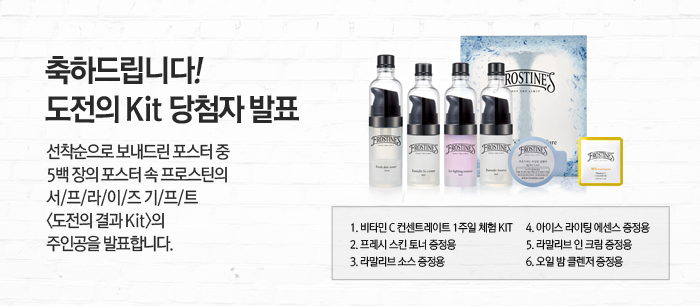 축하드립니다!
도전의 Kit 당첨자 발표
선착순으로 보내드린 포스터 중
5백 장의 포스터 속 프로스틴의
서/프/라/이/즈 기/프/트
<도전의 결과 Kit>의
주인공을 발표합니다.
FROSTINE'S
FROSTINE'S
FROSTINE'S
FROSTINE'S
FROSTINE'S
FROSTINE'S
1. 비타민 C 컨센트레이트 1주일 체험 KIT
2. 프레시 스킨 토너 증정용
3. 라말리브 소스 증정용
4. 아이스 라이팅 에센스 증정용
5. 라말리브 인 크림 증정용
6. 오일 밤 클렌저 증정용